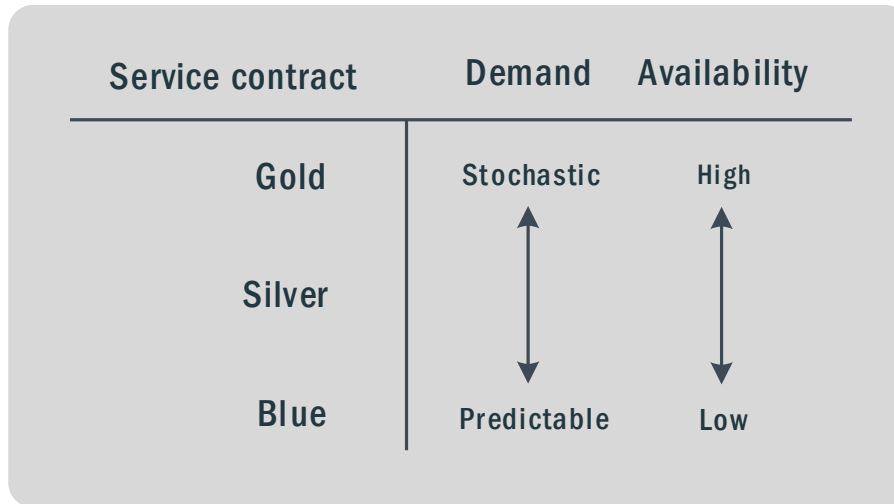 Service contract Demand Availability
Gold Stochastic High
Silver
Blue Predictable Low